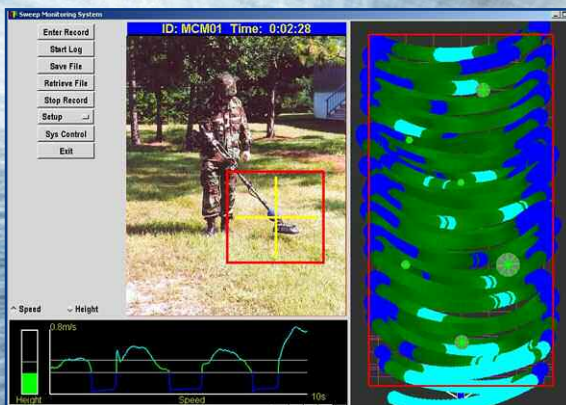 Sweep Monitoring System
Enter Record
Start Log
Save File
Retrieve File
Stop Record
Setup
Sys Control
Exit
ID: MCM01 Time: 0:02:28
Speed
Height
0.8m/s
Height
Speed
10s